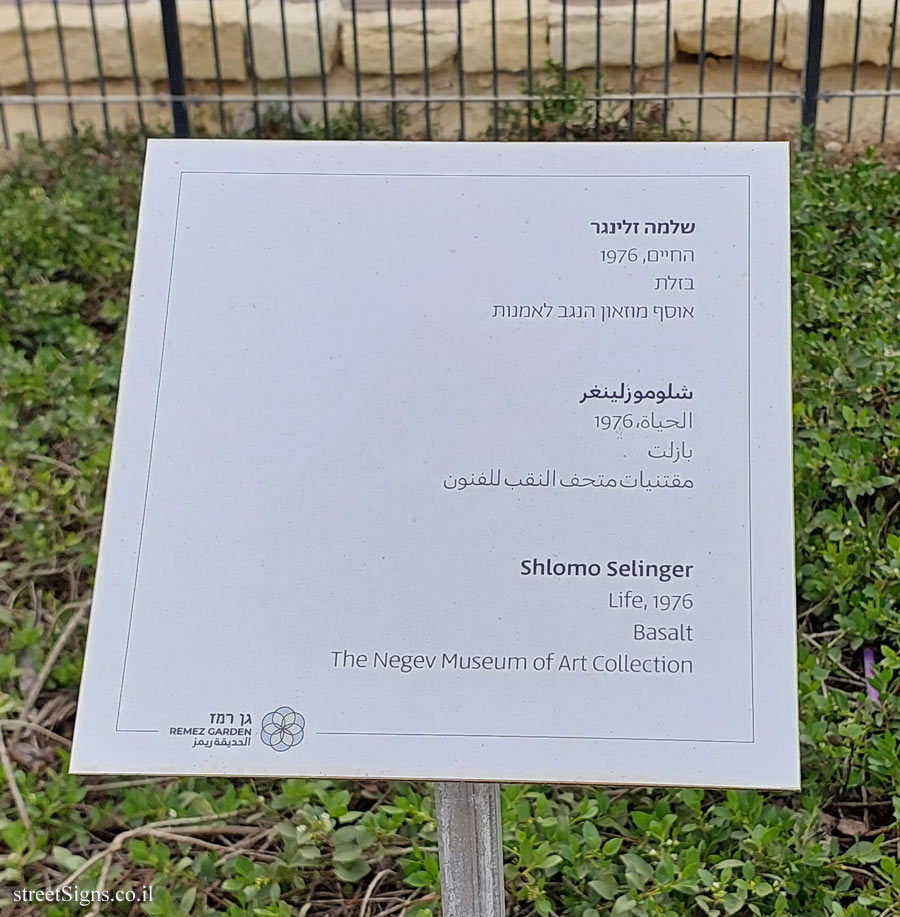 שלמה זלינגר
החיים, 1976
בזלת
אוסף מוזאון הנגב לאמנות
شلوموزلينغر
الحياة، 1976
بازلت
مقتنيات متحف النقب للفنون
Shlomo Selinger
Life, 1976
Basalt
The Negev Museum of Art Collection
גן רמז
REMEZ GARDEN
الحديقة ريمز
streetSigns.co.il